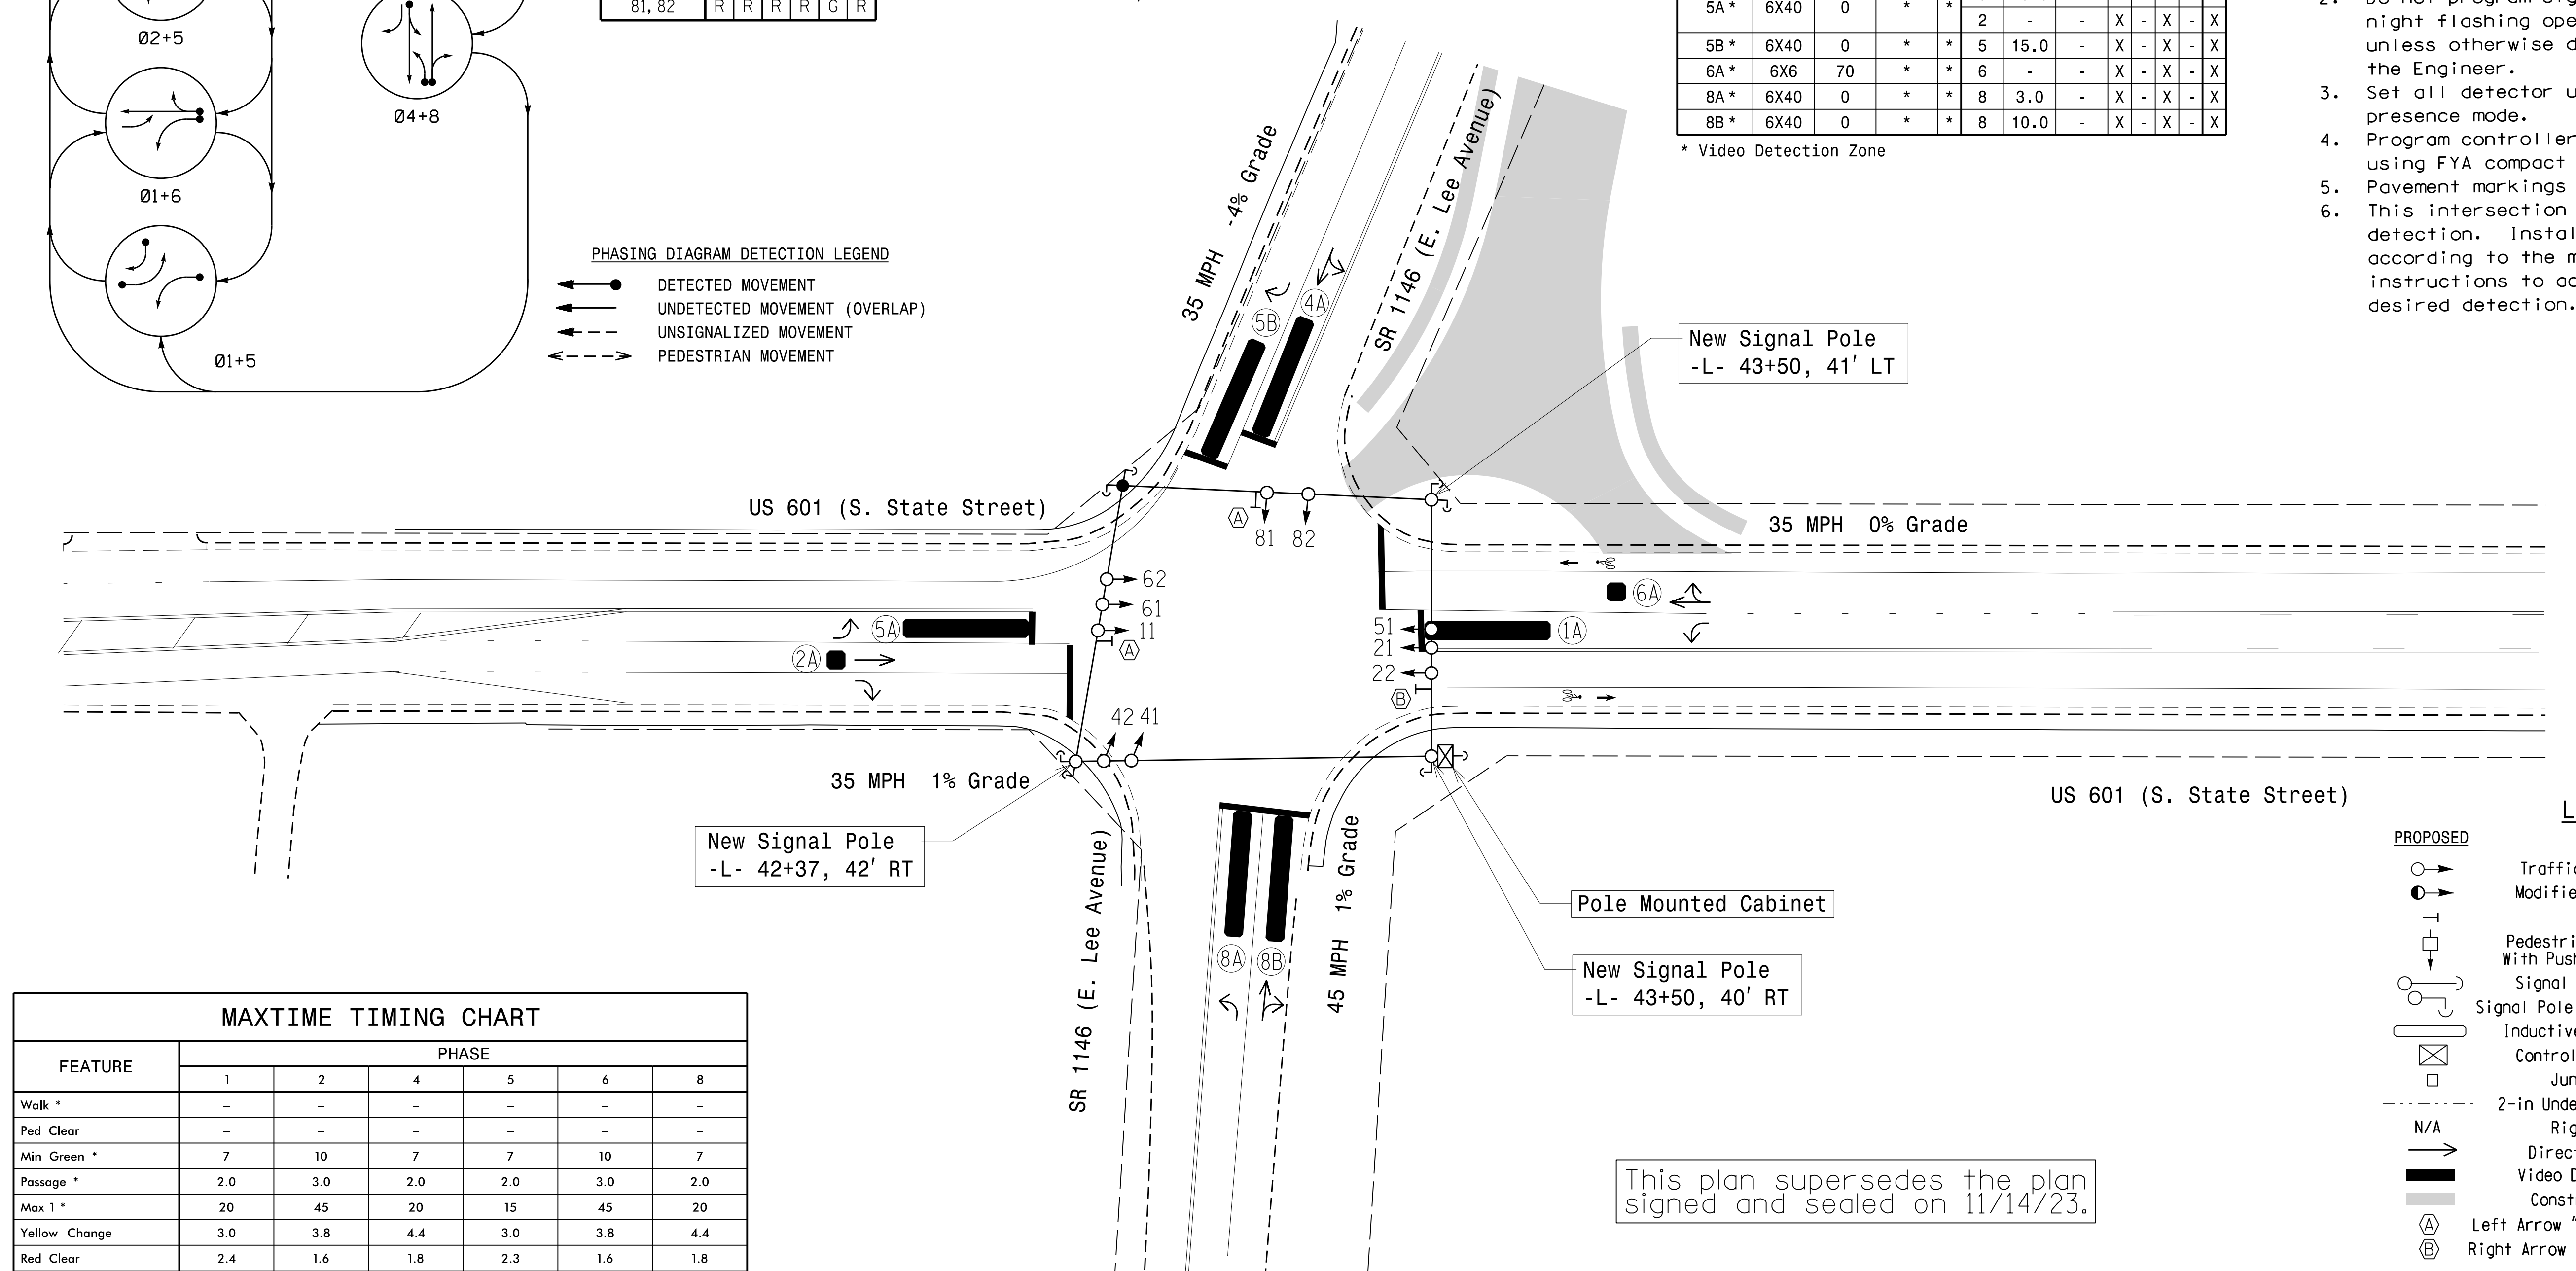 81,82 R R R R G R
Ø2+5
Ø1+6
Ø4+8
Ø1+5
PHASING DIAGRAM DETECTION LEGEND
DETECTED MOVEMENT
UNDETECTED MOVEMENT (OVERLAP)
UNSIGNALIZED MOVEMENT
PEDESTRIAN MOVEMENT
5A * 6X40 0 * *
2 - - X - X - X
5B * 6X40 0 * * 5 15.0 - X - X - X
6A * 6X6 70 * * 6 - - X - X - X
8A * 6X40 0 * * 8 3.0 - X - X - X
8B * 6X40 0 * * 8 10.0 - X - X - X
* Video Detection Zone
night flashing ope
unless otherwise d
the Engineer.
3. Set all detector u
presence mode.
4. Program controller
using FYA compact
5. Pavement markings
6. This intersection
detection. Instal
according to the m
instructions to ac
desired detection.
35 MPH -4% Grade
SR 1146 (E. Lee Avenue)
5B
4A
New Signal Pole
-L- 43+50, 41' LT
US 601 (S. State Street)
35 MPH 0% Grade
A
81 82
62
61
11
A
6A
5A
2A
51
21
22
B
1A
42 41
35 MPH 1% Grade
US 601 (S. State Street)
New Signal Pole
-L- 42+37, 42' RT
SR 1146 (E. Lee Avenue)
45 MPH 1% Grade
8A
8B
Pole Mounted Cabinet
New Signal Pole
-L- 43+50, 40' RT
MAXTIME TIMING CHART
FEATURE PHASE
1 2 4 5 6 8
Walk * - - - - - -
Ped Clear - - - - - -
Min Green * 7 10 7 7 10 7
Passage * 2.0 3.0 2.0 2.0 3.0 2.0
Max 1 * 20 45 20 15 45 20
Yellow Change 3.0 3.8 4.4 3.0 3.8 4.4
Red Clear 2.4 1.6 1.8 2.3 1.6 1.8
This plan supersedes the plan
signed and sealed on 11/14/23.
L
PROPOSED
Traffic
Modifie
Pedestri
With Push
Signal
Signal Pole
Inductive
Control
Jun
2-in Unde
N/A Rig
Direct
Video D
Constr
A Left Arrow "
B Right Arrow